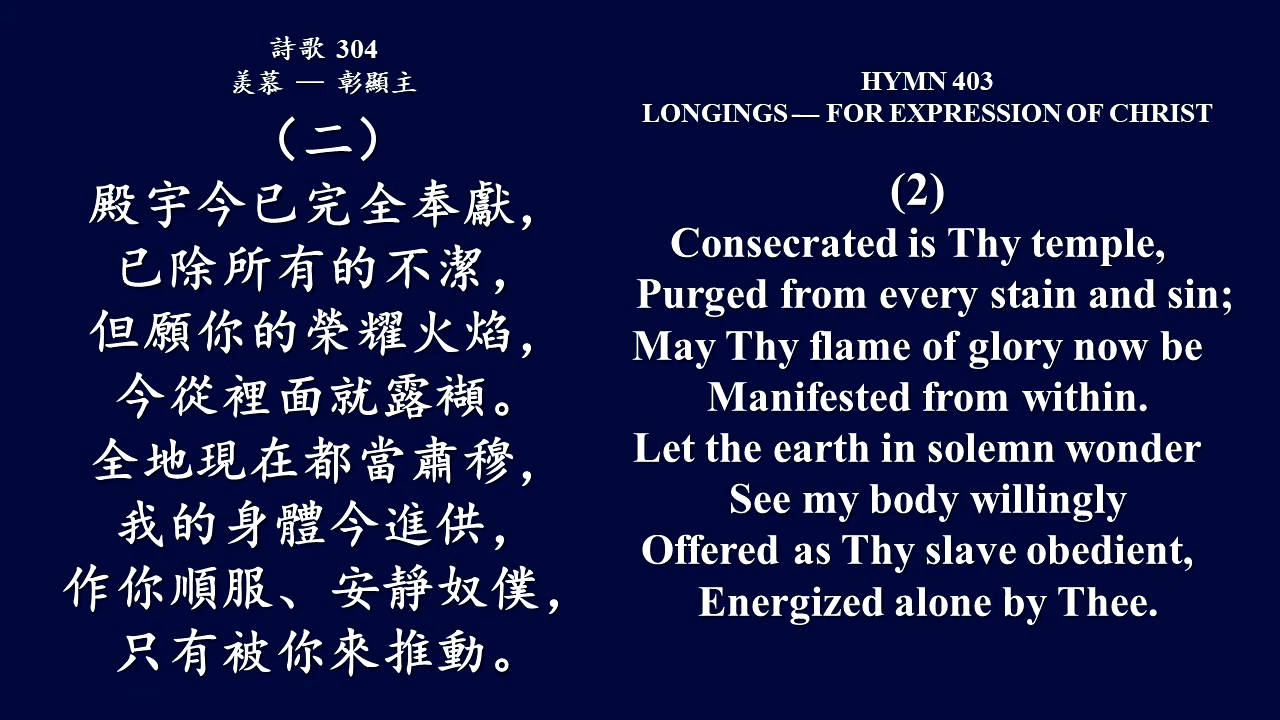 詩歌 304
羨慕 — 彰顯主
（二）
殿宇今已完全奉獻，
已除所有的不潔，
但願你的榮耀火焰，
今從裡面就露襭。
全地現在都當肅穆，
我的身體今進供，
作你順服、安靜奴僕，
只有被你來推動。
HYMN 403
LONGINGS — FOR EXPRESSION OF CHRIST
(2)
Consecrated is Thy temple,
Purged from every stain and sin;
May Thy flame of glory now be
Manifested from within.
Let the earth in solemn wonder
See my body willingly
Offered as Thy slave obedient,
Energized alone by Thee.